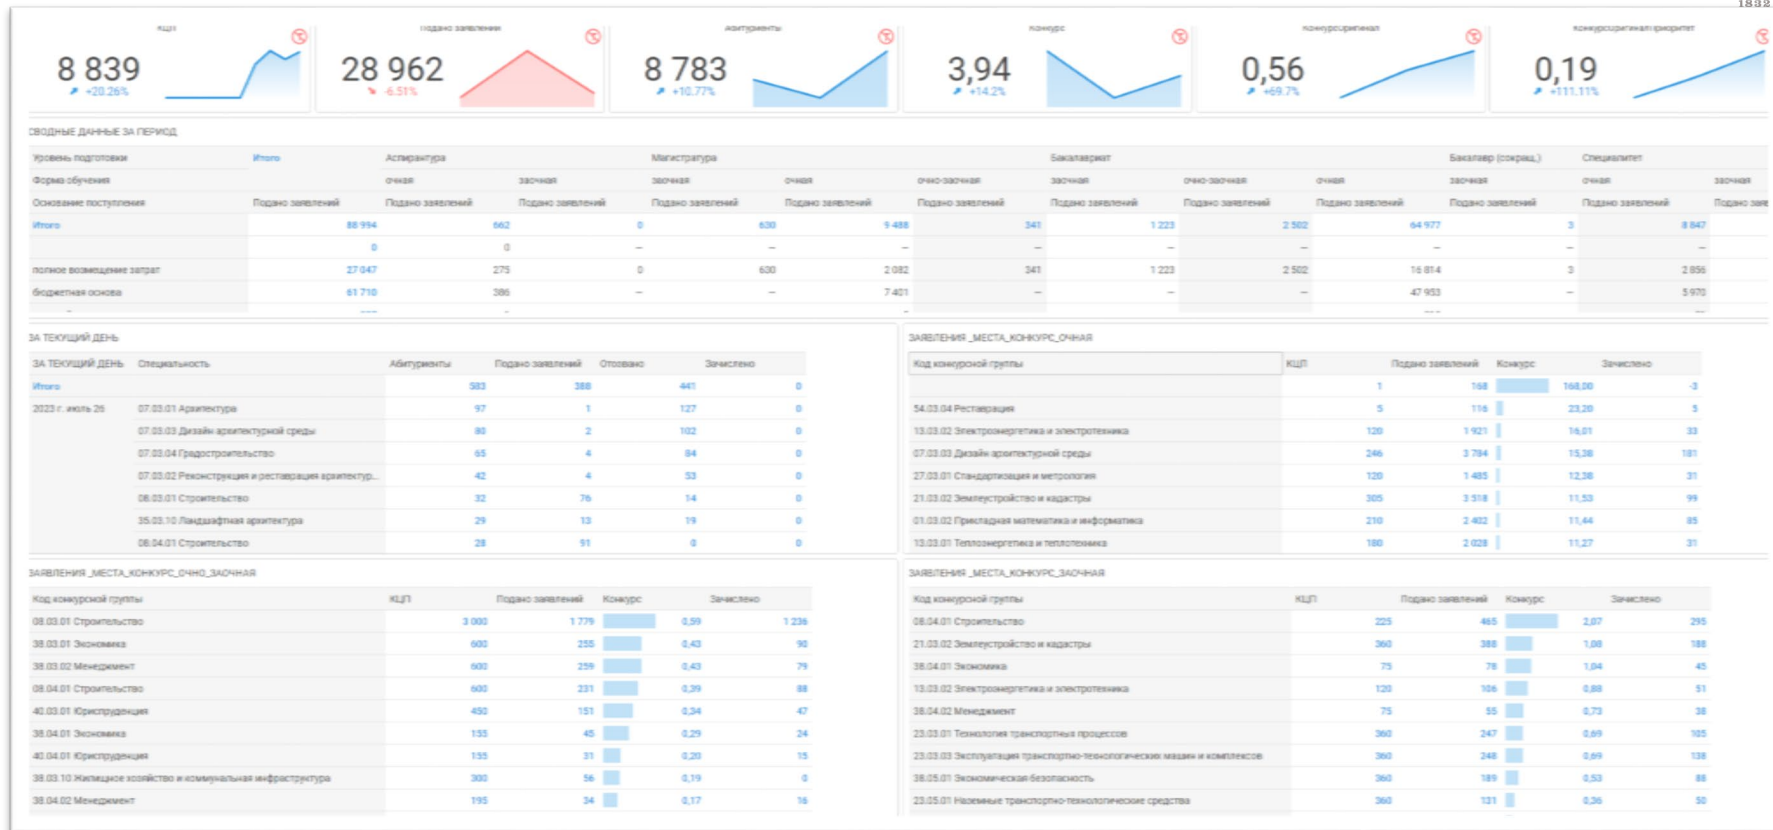 1832
КЦП Подано заявлений Абитуриенты Конкурс КонкурсОригинал КонкурсОригиналПриоритет
8 839 28 962 8 783 3,94 0,56 0,19
+20.26% -6.51% +10.77% +14.2% +69.7% +111.11%
СВОДНЫЕ ДАННЫЕ ЗА ПЕРИОД
Уровень подготовки Итого Аспирантура Магистратура Бакалавриат Бакалавр (сокращ.) Специалитет
Форма обучения очная заочная заочная очная очно-заочная заочная очно-заочная очная заочная очная заочная
Основание поступления Подано заявлений Подано заявлений Подано заявлений Подано заявлений Подано заявлений Подано заявлений Подано заявлений Подано заявлений Подано заявлений Подано заявлений Подано заявлений Подано зая
Итого 88 994 662 0 630 9 488 341 1 223 2 502 64 977 3 8 847
0 0 – – – – – – – – –
полное возмещение затрат 27 047 275 0 630 2 082 341 1 223 2 502 16 814 3 2 856
бюджетная основа 61 710 386 – – 7 401 – – – 47 953 – 5 970
ЗА ТЕКУЩИЙ ДЕНЬ
ЗА ТЕКУЩИЙ ДЕНЬ Специальность Абитуриенты Подано заявлений Отозвано Зачислено
Итого 583 388 441 0
2023 г. июль 26 07.03.01 Архитектура 97 1 127 0
07.03.03 Дизайн архитектурной среды 80 2 102 0
07.03.04 Градостроительство 65 4 84 0
07.03.02 Реконструкция и реставрация архитектур... 42 4 53 0
08.03.01 Строительство 32 76 14 0
35.03.10 Ландшафтная архитектура 29 13 19 0
08.04.01 Строительство 28 91 0 0
ЗАЯВЛЕНИЯ _МЕСТА_КОНКУРС_ОЧНАЯ
Код конкурсной группы КЦП Подано заявлений Конкурс Зачислено
1 168 168,00 -3
54.03.04 Реставрация 5 116 23,20 5
13.03.02 Электроэнергетика и электротехника 120 1 921 16,01 33
07.03.03 Дизайн архитектурной среды 246 3 784 15,38 181
27.03.01 Стандартизация и метрология 120 1 485 12,38 31
21.03.02 Землеустройство и кадастры 305 3 518 11,53 99
01.03.02 Прикладная математика и информатика 210 2 402 11,44 85
13.03.01 Теплоэнергетика и теплотехника 180 2 028 11,27 31
ЗАЯВЛЕНИЯ _МЕСТА_КОНКУРС_ОЧНО_ЗАОЧНАЯ
Код конкурсной группы КЦП Подано заявлений Конкурс Зачислено
08.03.01 Строительство 3 000 1 779 0,59 1 236
38.03.01 Экономика 600 255 0,43 90
38.03.02 Менеджмент 600 259 0,43 79
08.04.01 Строительство 600 231 0,39 88
40.03.01 Юриспруденция 450 151 0,34 47
38.04.01 Экономика 155 45 0,29 24
40.04.01 Юриспруденция 155 31 0,20 15
38.03.10 Жилищное хозяйство и коммунальная инфраструктура 300 56 0,19 0
38.04.02 Менеджмент 195 34 0,17 16
ЗАЯВЛЕНИЯ _МЕСТА_КОНКУРС_ЗАОЧНАЯ
Код конкурсной группы КЦП Подано заявлений Конкурс Зачислено
08.04.01 Строительство 225 465 2,07 295
21.03.02 Землеустройство и кадастры 360 388 1,08 188
38.04.01 Экономика 75 78 1,04 45
13.03.02 Электроэнергетика и электротехника 120 106 0,88 51
38.04.02 Менеджмент 75 55 0,73 38
23.03.01 Технология транспортных процессов 360 247 0,69 105
23.03.03 Эксплуатация транспортно-технологических машин и комплексов 360 248 0,69 138
38.05.01 Экономическая безопасность 360 189 0,53 88
23.05.01 Наземные транспортно-технологические средства 360 131 0,36 50